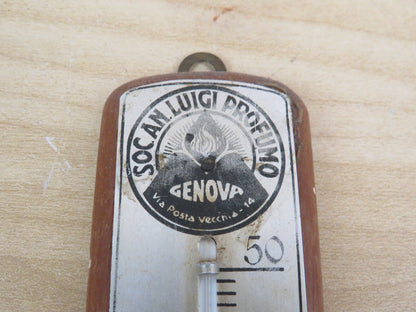 SOC.AN. LUIGI PROFUMO
GENOVA
Via Posta Vecchia - 14
50